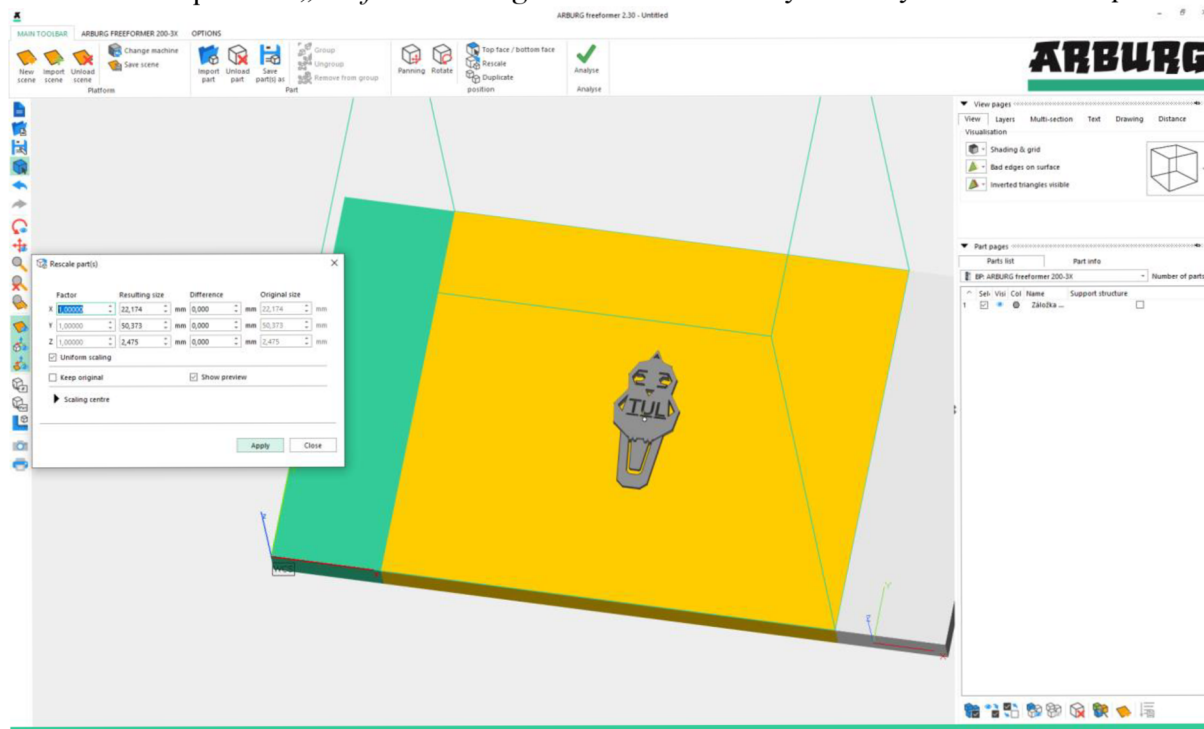 ARBURG freeformer 2.30 - Untitled
MAIN TOOLBAR ARBURG FREEFORMER 200-3X OPTIONS
New scene
Import scene
Unload scene
Change machine
Save scene
Platform
Import part
Unload part
Save part(s) as
Group
Ungroup
Remove from group
Part
Panning
Rotate
Top face / bottom face
Rescale
Duplicate
position
Analyse
Analyse
ARBURG
View pages
View Layers Multi-section Text Drawing Distance
Visualisation
Shading & grid
Bad edges on surface
Inverted triangles visible
Part pages
Parts list Part info
BP: ARBURG freeformer 200-3X Number of parts
Sel‹ Visi Col Name Support structure
1 Záložka ...
Rescale part(s)
Factor Resulting size Difference Original size
X 1,00000 22,174 mm 0,000 mm 22,174 mm
Y 1,00000 50,373 mm 0,000 mm 50,373 mm
Z 1,00000 2,475 mm 0,000 mm 2,475 mm
Uniform scaling
Keep original Show preview
Scaling centre
Apply Close
TUL
Z
WCS
X
Y
Z
X